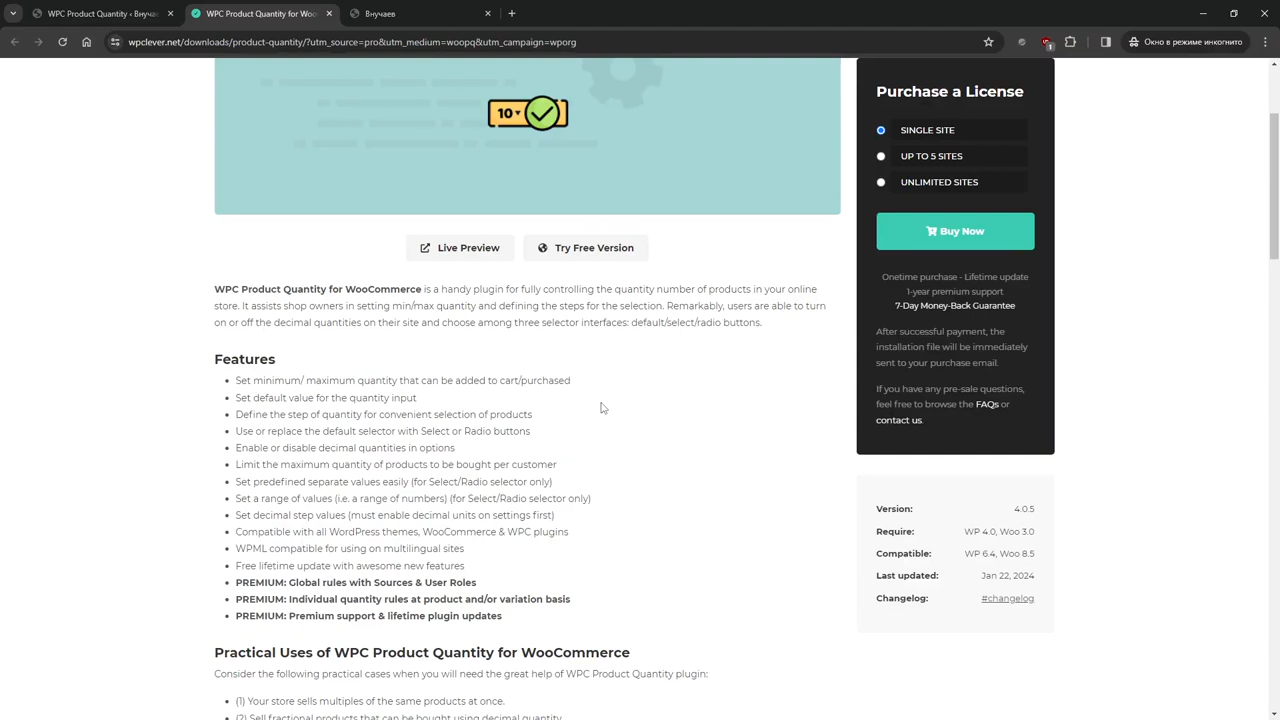 WPC Product Quantity ‹ Внучае
WPC Product Quantity for Woo
Внучаев
wpclever.net/downloads/product-quantity/?utm_source=pro&utm_medium=woopq&utm_campaign=wporg
1
Окно в режиме инкогнито
10
Live Preview
Try Free Version
WPC Product Quantity for WooCommerce is a handy plugin for fully controlling the quantity number of products in your online
store. It assists shop owners in setting min/max quantity and defining the steps for the selection. Remarkably, users are able to turn
on or off the decimal quantities on their site and choose among three selector interfaces: default/select/radio buttons.
Features
• Set minimum/ maximum quantity that can be added to cart/purchased
• Set default value for the quantity input
• Define the step of quantity for convenient selection of products
• Use or replace the default selector with Select or Radio buttons
• Enable or disable decimal quantities in options
• Limit the maximum quantity of products to be bought per customer
• Set predefined separate values easily (for Select/Radio selector only)
• Set a range of values (i.e. a range of numbers) (for Select/Radio selector only)
• Set decimal step values (must enable decimal units on settings first)
• Compatible with all WordPress themes, WooCommerce & WPC plugins
• WPML compatible for using on multilingual sites
• Free lifetime update with awesome new features
• PREMIUM: Global rules with Sources & User Roles
• PREMIUM: Individual quantity rules at product and/or variation basis
• PREMIUM: Premium support & lifetime plugin updates
Practical Uses of WPC Product Quantity for WooCommerce
Consider the following practical cases when you will need the great help of WPC Product Quantity plugin:
• (1) Your store sells multiples of the same products at once.
• (2) Sell fractional products that can be bought using decimal quantity
Purchase a License
SINGLE SITE
UP TO 5 SITES
UNLIMITED SITES
Buy Now
Onetime purchase - Lifetime update
1-year premium support
7-Day Money-Back Guarantee
After successful payment, the
installation file will be immediately
sent to your purchase email.
If you have any pre-sale questions,
feel free to browse the FAQs or
contact us.
Version: 4.0.5
Require: WP 4.0, Woo 3.0
Compatible: WP 6.4, Woo 8.5
Last updated: Jan 22, 2024
Changelog: #changelog